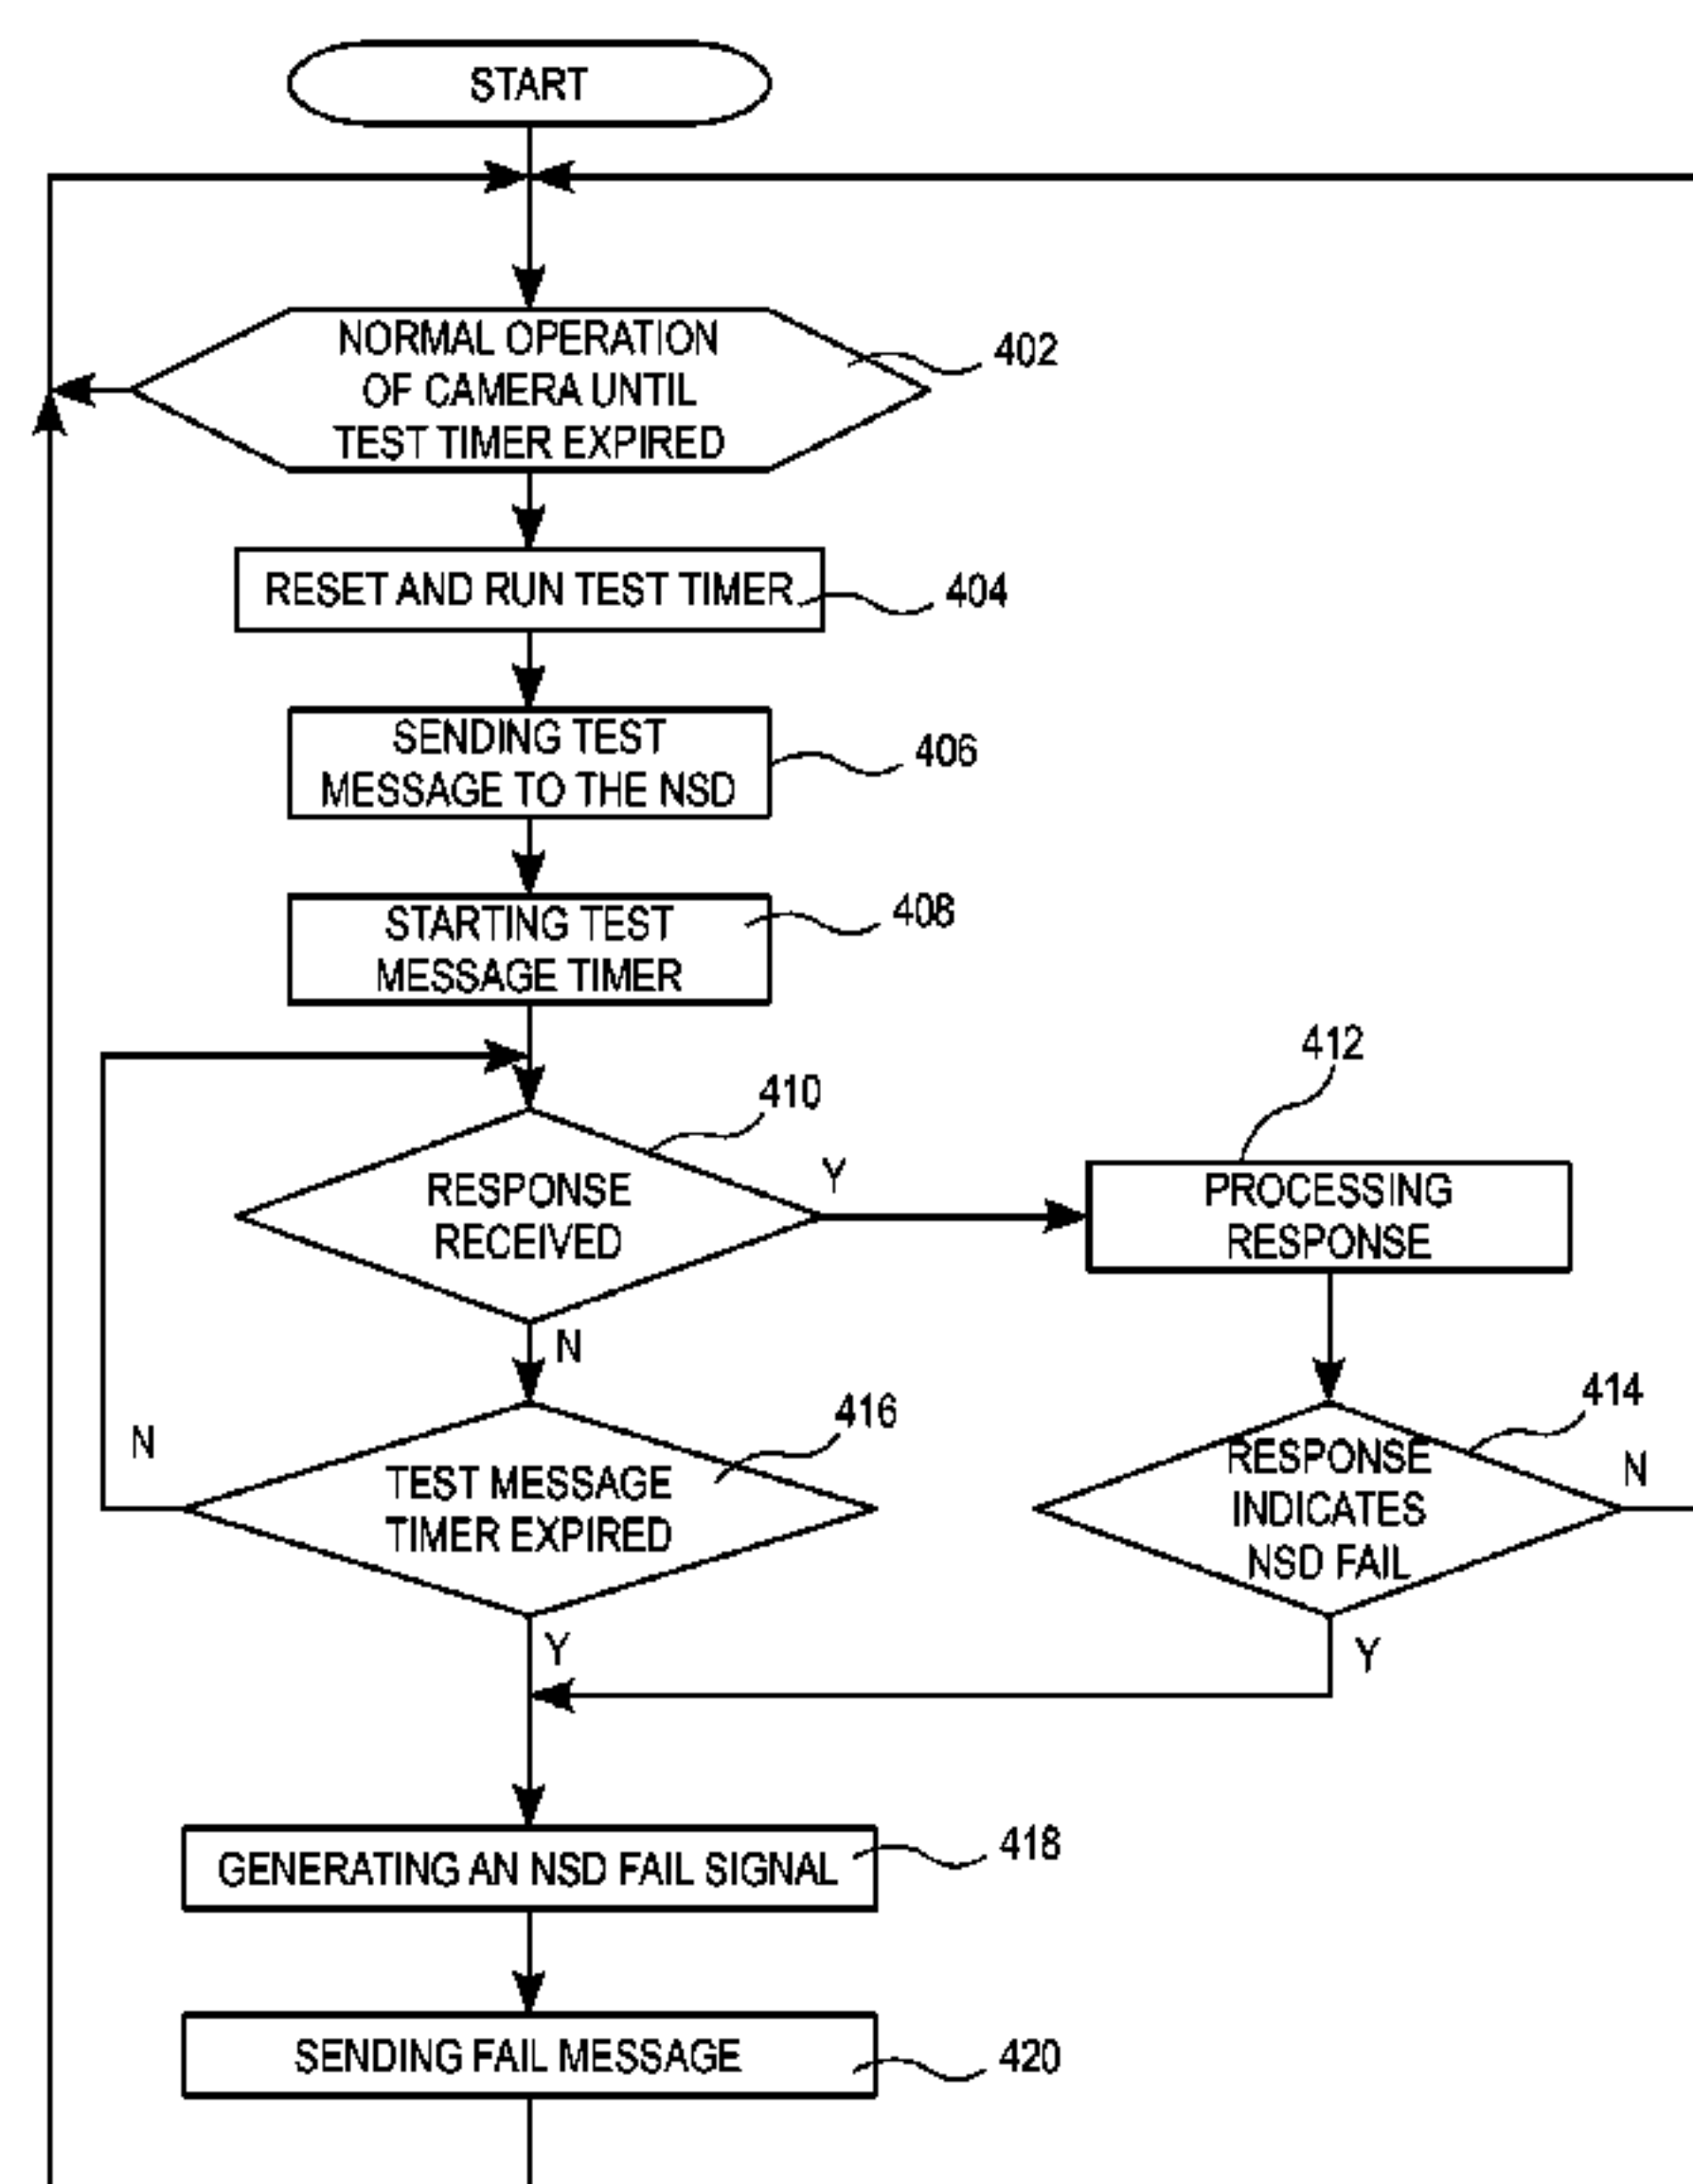 START
NORMAL OPERATION
OF CAMERA UNTIL
TEST TIMER EXPIRED
402
RESET AND RUN TEST TIMER
404
SENDING TEST
MESSAGE TO THE NSD
406
STARTING TEST
MESSAGE TIMER
408
410
RESPONSE
RECEIVED
Y
N
412
PROCESSING
RESPONSE
414
RESPONSE
INDICATES
NSD FAIL
N
Y
416
TEST MESSAGE
TIMER EXPIRED
N
Y
GENERATING AN NSD FAIL SIGNAL
418
SENDING FAIL MESSAGE
420